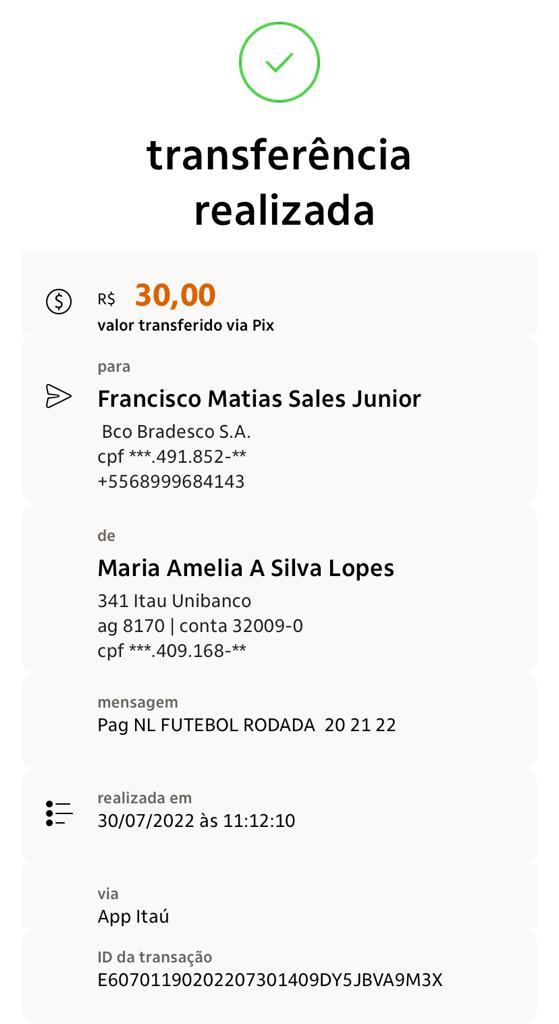 transferência
realizada
R$ 30,00
valor transferido via Pix
para
Francisco Matias Sales Junior
Bco Bradesco S.A.
cpf ***.491.852-**
+5568999684143
de
Maria Amelia A Silva Lopes
341 Itau Unibanco
ag 8170 | conta 32009-0
cpf ***.409.168-**
mensagem
Pag NL FUTEBOL RODADA 20 21 22
realizada em
30/07/2022 às 11:12:10
via
App Itaú
ID da transação
E60701190202207301409DY5JBVA9M3X